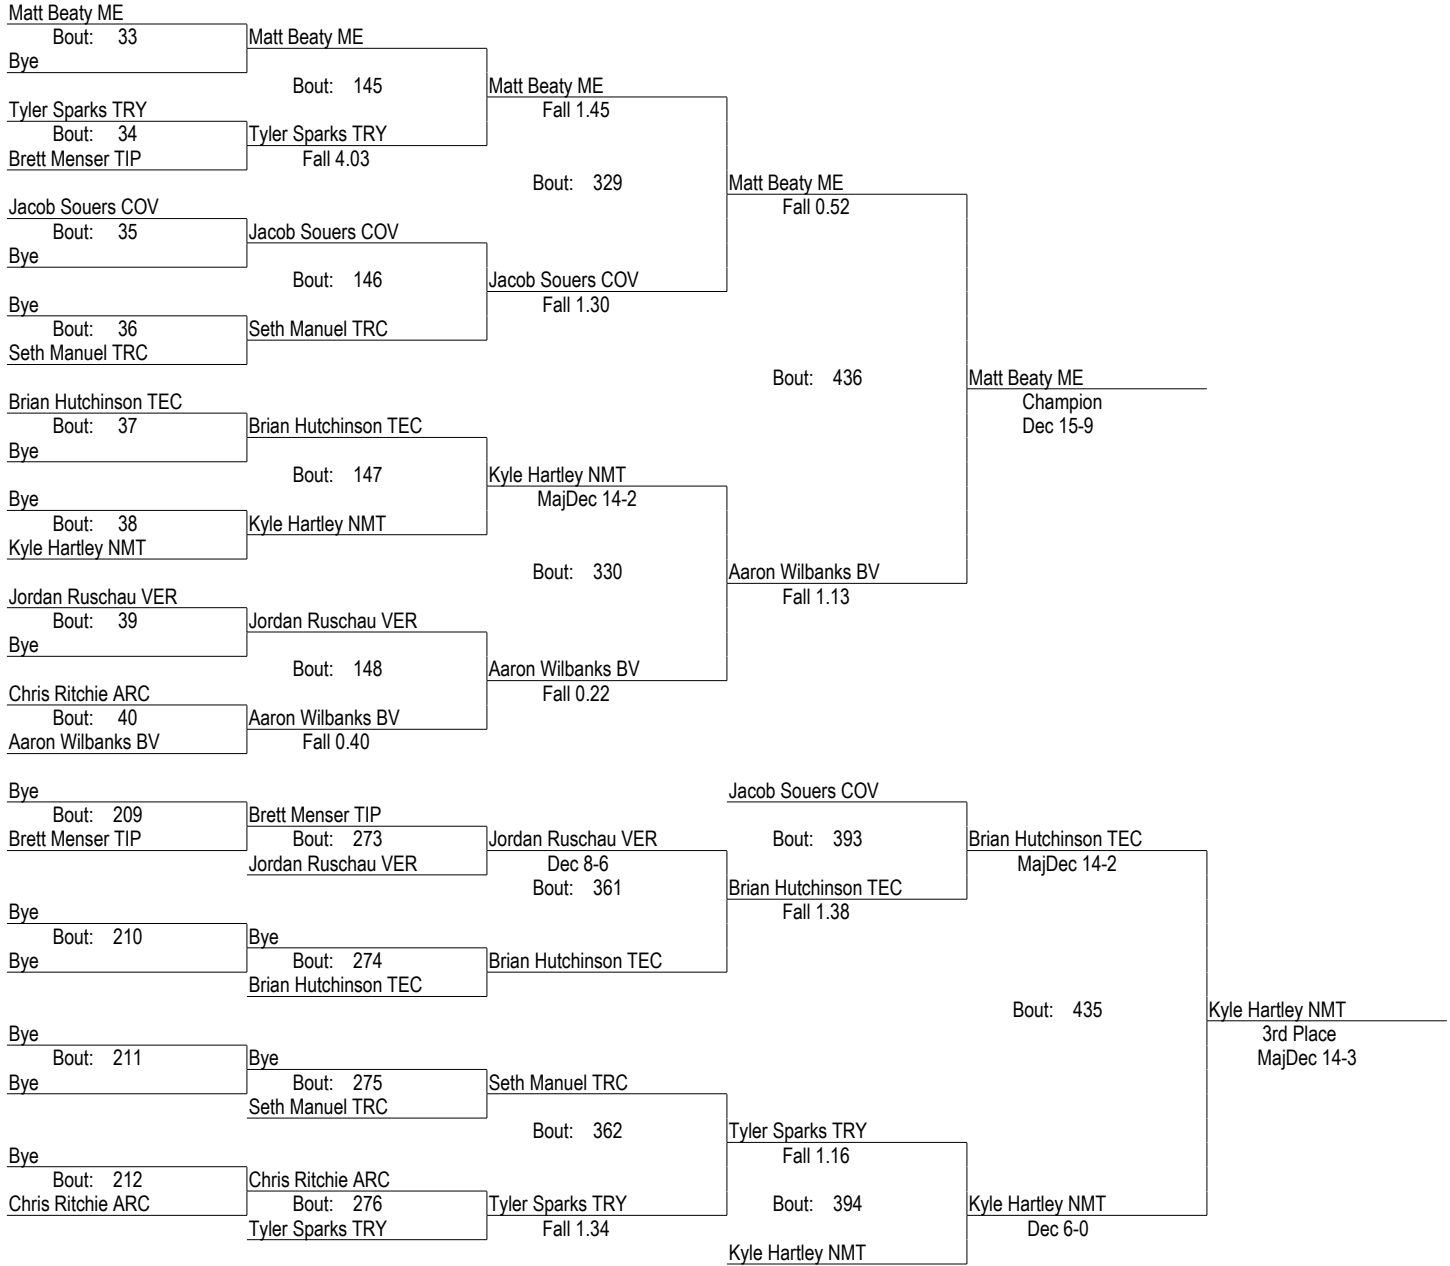 Matt Beaty ME
Bout: 33 Matt Beaty ME
Bye
Bout: 145 Matt Beaty ME
Tyler Sparks TRY Fall 1.45
Bout: 34 Tyler Sparks TRY
Brett Menser TIP Fall 4.03
Bout: 329 Matt Beaty ME
Jacob Souers COV Fall 0.52
Bout: 35 Jacob Souers COV
Bye
Bout: 146 Jacob Souers COV
Bye Fall 1.30
Bout: 36 Seth Manuel TRC
Seth Manuel TRC
Bout: 436 Matt Beaty ME
Brian Hutchinson TEC Champion
Bout: 37 Brian Hutchinson TEC Dec 15-9
Bye
Bout: 147 Kyle Hartley NMT
Bye MajDec 14-2
Bout: 38 Kyle Hartley NMT
Kyle Hartley NMT
Bout: 330 Aaron Wilbanks BV
Jordan Ruschau VER Fall 1.13
Bout: 39 Jordan Ruschau VER
Bye
Bout: 148 Aaron Wilbanks BV
Chris Ritchie ARC Fall 0.22
Bout: 40 Aaron Wilbanks BV
Aaron Wilbanks BV Fall 0.40
Bye Jacob Souers COV
Bout: 209 Brett Menser TIP
Brett Menser TIP Bout: 273 Jordan Ruschau VER Bout: 393 Brian Hutchinson TEC
Jordan Ruschau VER Dec 8-6 MajDec 14-2
Bout: 361 Brian Hutchinson TEC
Bye Fall 1.38
Bout: 210 Bye
Bye Bout: 274 Brian Hutchinson TEC
Brian Hutchinson TEC
Bout: 435 Kyle Hartley NMT
Bye 3rd Place
Bout: 211 Bye MajDec 14-3
Bye Bout: 275 Seth Manuel TRC
Seth Manuel TRC
Bout: 362 Tyler Sparks TRY
Bye Fall 1.16
Bout: 212 Chris Ritchie ARC
Chris Ritchie ARC Bout: 276 Tyler Sparks TRY Bout: 394 Kyle Hartley NMT
Tyler Sparks TRY Fall 1.34 Dec 6-0
Kyle Hartley NMT